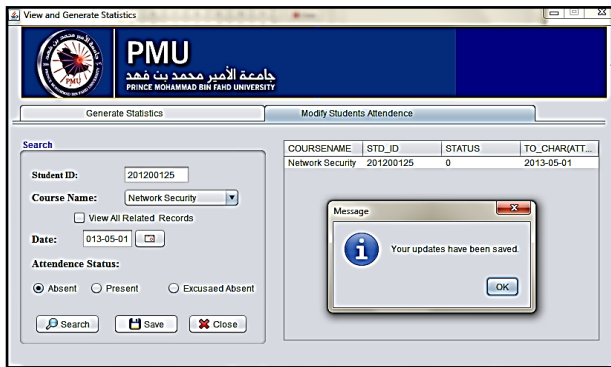 View and Generate Statistics
PMU
جامعة الأمير محمد بن فهد
PRINCE MOHAMMAD BIN FAHD UNIVERSITY
PMU
Generate Statistics
Modify Students Attendence
Search
Student ID: 201200125
Course Name: Network Security
View All Related Records
Date: 013-05-01
Attendence Status:
Absent Present Excusaed Absent
Search Save Close
COURSENAME STD_ID STATUS TO_CHAR(ATT...
Network Security 201200125 0 2013-05-01
Message
Your updates have been saved.
OK